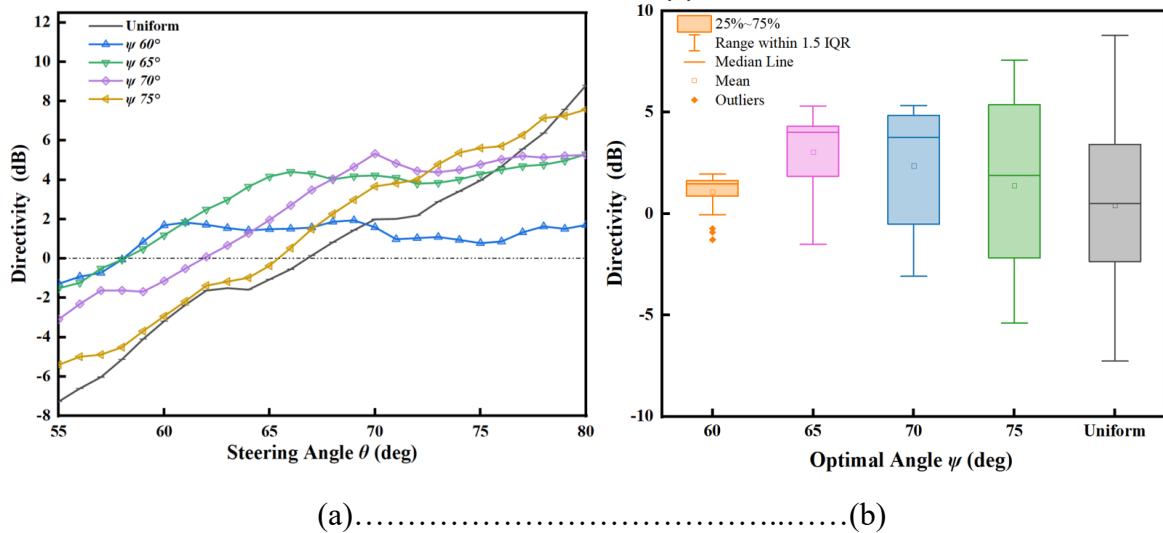 12
10
8
6
4
2
0
-2
-4
-6
-8
Directivity (dB)
Uniform
ψ 60°
ψ 65°
ψ 70°
ψ 75°
55
60
65
70
75
80
Steering Angle θ (deg)
10
5
0
-5
-10
Directivity (dB)
25%~75%
Range within 1.5 IQR
Median Line
Mean
Outliers
60
65
70
75
Uniform
Optimal Angle ψ (deg)
(a)……………………………………..……(b)